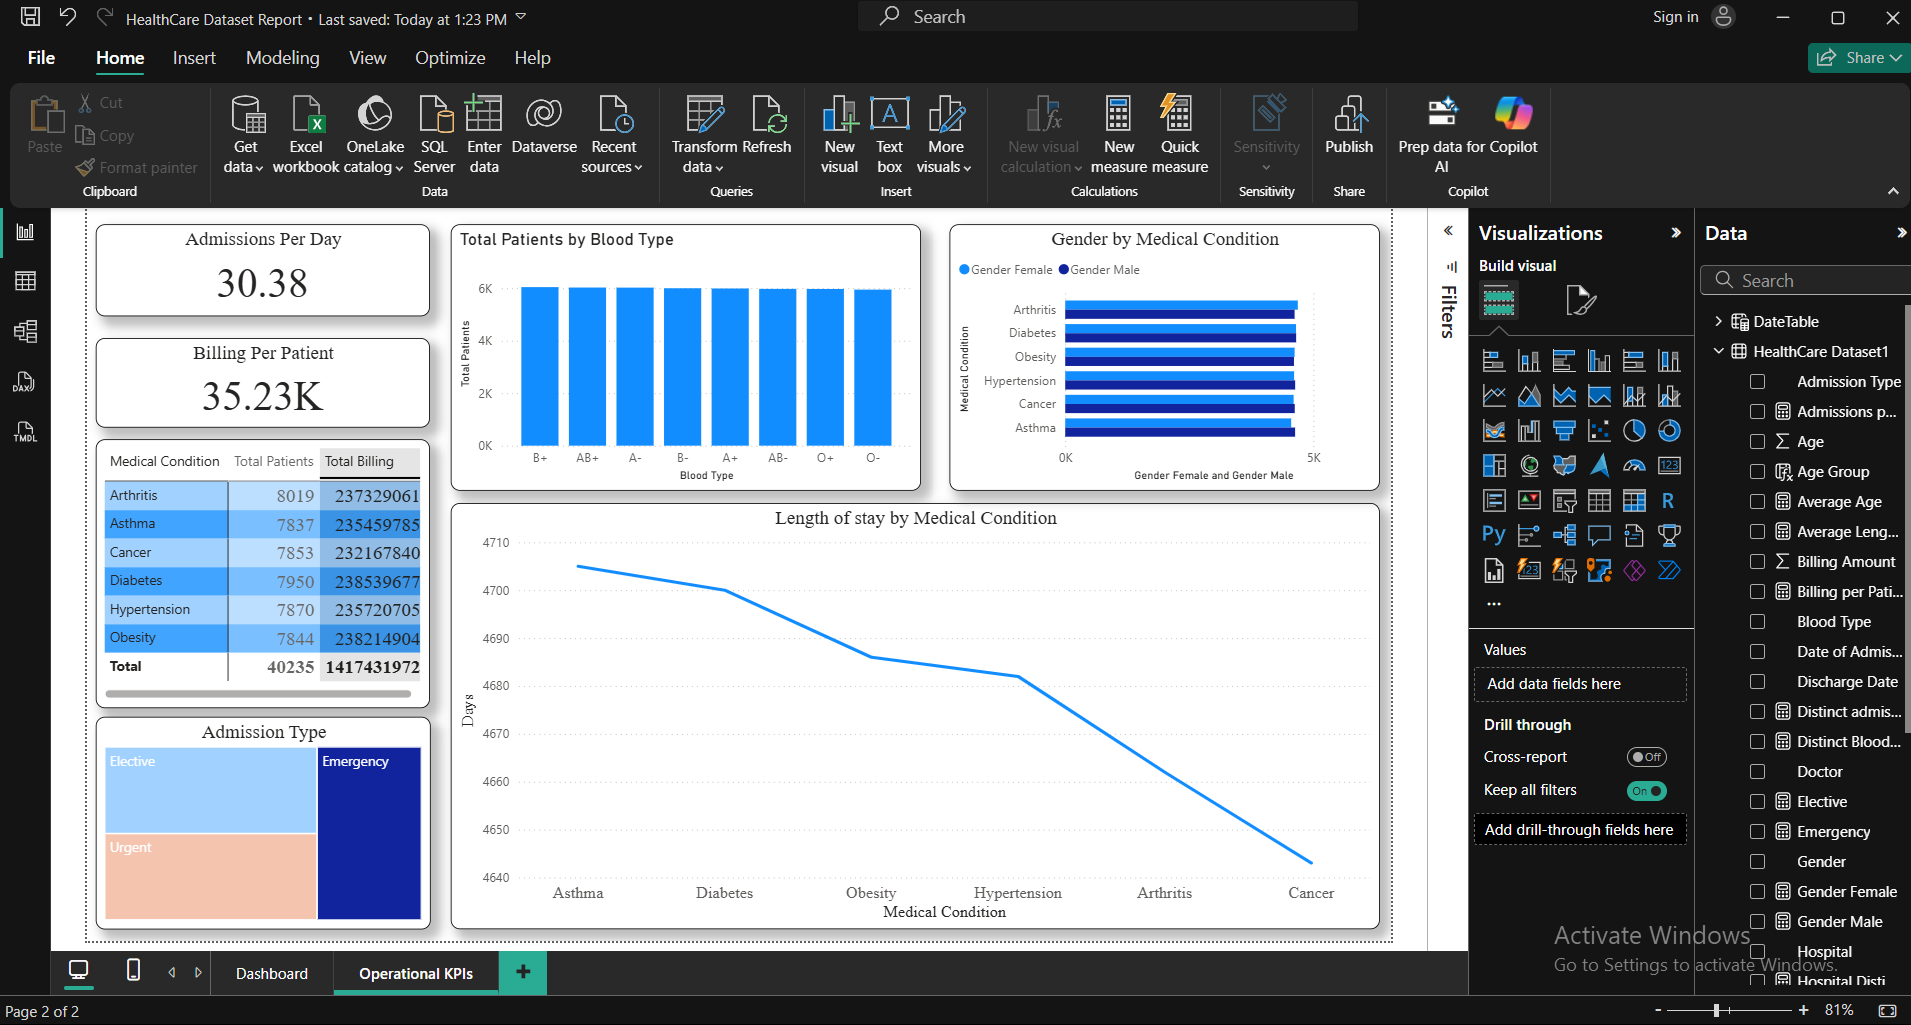 HealthCare Dataset Report • Last saved: Today at 1:23 PM
Search
Sign in
File
Home
Insert
Modeling
View
Optimize
Help
Share
Paste
Cut
Copy
Format painter
Clipboard
Get data
Excel workbook
OneLake catalog
SQL Server
Enter data
Dataverse
Recent sources
Data
Transform data
Refresh
Queries
New visual
Text box
More visuals
Insert
New visual calculation
New measure
Quick measure
Calculations
Sensitivity
Sensitivity
Publish
Share
Prep data for AI
Copilot
Copilot
DAX
TMDL
Admissions Per Day
30.38
Billing Per Patient
35.23K
Medical Condition Total Patients Total Billing
Arthritis 8019 237329061
Asthma 7837 235459785
Cancer 7853 232167840
Diabetes 7950 238539677
Hypertension 7870 235720705
Obesity 7844 238214904
Total 40235 1417431972
Admission Type
Elective
Emergency
Urgent
Total Patients by Blood Type
Total Patients
6K
4K
2K
0K
B+ AB+ A- B- A+ AB- O+ O-
Blood Type
Gender by Medical Condition
Gender Female Gender Male
Medical Condition
Arthritis
Diabetes
Obesity
Hypertension
Cancer
Asthma
0K 5K
Gender Female and Gender Male
Length of stay by Medical Condition
Days
4710
4700
4690
4680
4670
4660
4650
4640
Asthma Diabetes Obesity Hypertension Arthritis Cancer
Medical Condition
Filters
Visualizations
Build visual
123
R
Py
123
Values
Add data fields here
Drill through
Cross-report
Off
Keep all filters
On
Add drill-through fields here
Data
Search
DateTable
HealthCare Dataset1
Admission Type
Admissions p...
Age
Age Group
Average Age
Average Leng...
Billing Amount
Billing per Pati...
Blood Type
Date of Admis...
Discharge Date
Distinct admis...
Distinct Blood...
Doctor
Elective
Emergency
Gender
Gender Female
Gender Male
Hospital
Hospital Disti
Activate Windows
Go to Settings to activate Windows.
Dashboard
Operational KPIs
Page 2 of 2
81%